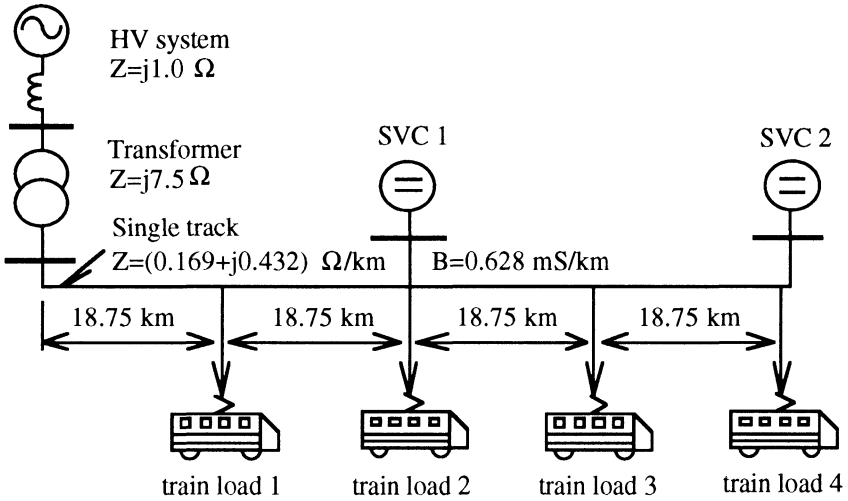 HV system
Z=j1.0 Ω
Transformer
Z=j7.5Ω
SVC 1
SVC 2
Single track
Z=(0.169+j0.432) Ω/km
B=0.628 mS/km
18.75 km
18.75 km
18.75 km
18.75 km
train load 1
train load 2
train load 3
train load 4